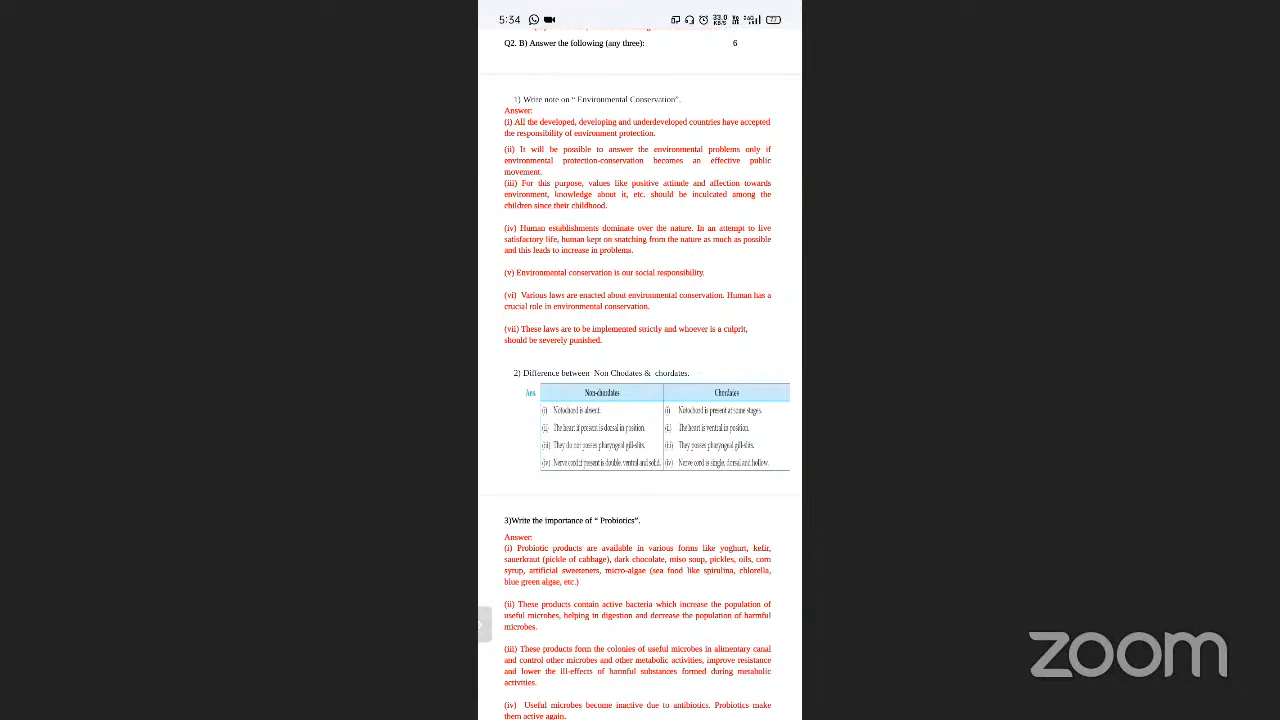 5:34 33.0 KB/S Vo LTE 4G 73
Q2. B) Answer the following (any three): 6
1) Write note on “ Environmental Conservation”.
Answer:
(i) All the developed, developing and underdeveloped countries have accepted
the responsibility of environment protection.
(ii) It will be possible to answer the environmental problems only if
environmental protection-conservation becomes an effective public
movement.
(iii) For this purpose, values like positive attitude and affection towards
environment, knowledge about it, etc. should be inculcated among the
children since their childhood.
(iv) Human establishments dominate over the nature. In an attempt to live
satisfactory life, human kept on snatching from the nature as much as possible
and this leads to increase in problems.
(v) Environmental conservation is our social responsibility.
(vi) Various laws are enacted about environmental conservation. Human has a
crucial role in environmental conservation.
(vii) These laws are to be implemented strictly and whoever is a culprit,
should be severely punished.
2) Difference between Non Chodates & chordates.
Ans. Non-chordates Chordates
(i) Notochord is absent. (i) Notochord is present at some stages.
(ii) The heart if present is dorsal in position. (ii) The heart is ventral in position.
(iii) They do not posses pharyngeal gill-slits. (iii) They posses pharyngeal gill-slits.
(iv) Nerve cord if present is double, ventral and solid. (iv) Nerve cord is single, dorsal and hollow.
3)Write the importance of “ Probiotics”.
Answer:
(i) Probiotic products are available in various forms like yoghurt, kefir,
sauerkraut (pickle of cabbage), dark chocolate, miso soup, pickles, oils, corn
syrup, artificial sweeteners, micro-algae (sea food like spirulina, chlorella,
blue green algae, etc.)
(ii) These products contain active bacteria which increase the population of
useful microbes, helping in digestion and decrease the population of harmful
microbes.
(iii) These products form the colonies of useful microbes in alimentary canal
and control other microbes and other metabolic activities, improve resistance
and lower the ill-effects of harmful substances formed during metabolic
activities.
(iv) Useful microbes become inactive due to antibiotics. Probiotics make
them active again.
zoom